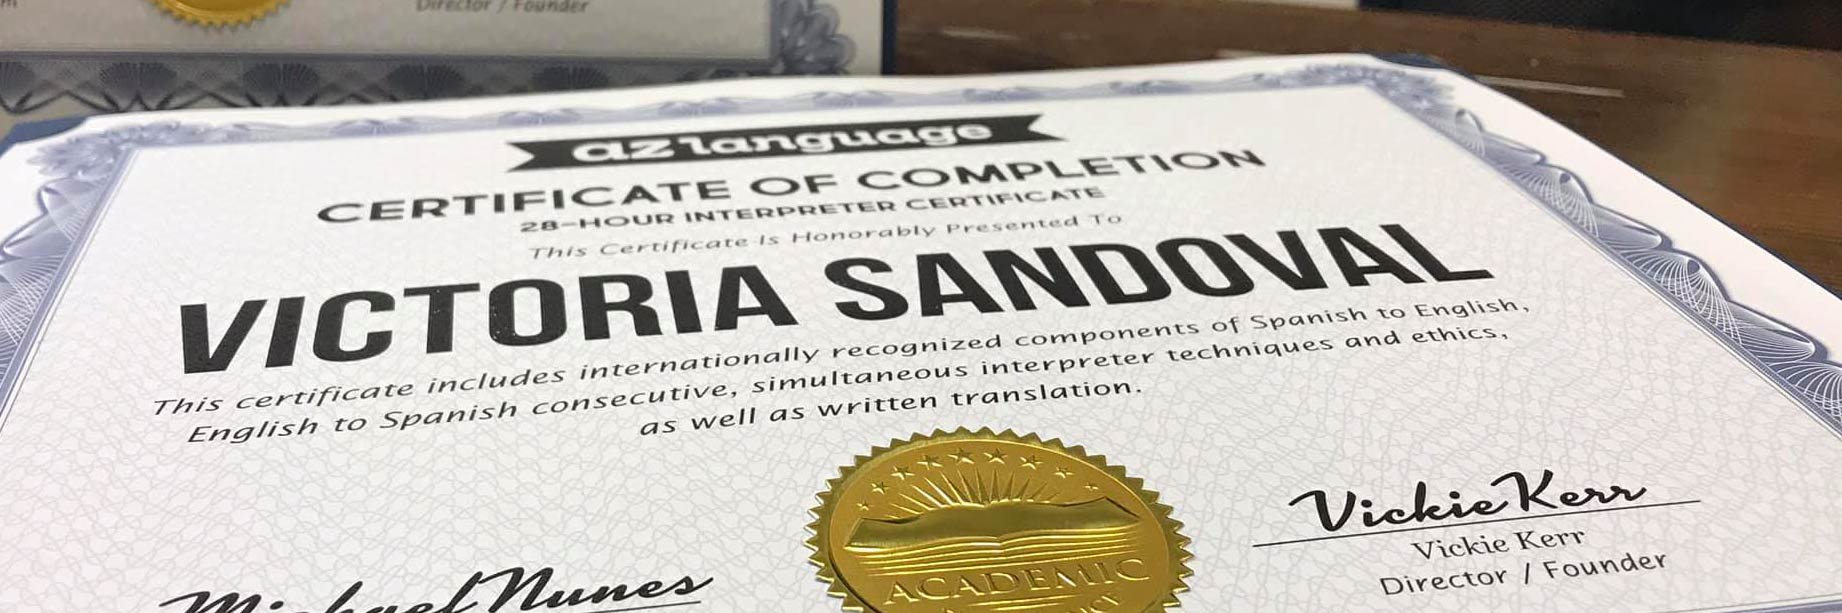 Director / Founder
az language
CERTIFICATE OF COMPLETION
28-HOUR INTERPRETER CERTIFICATE
This Certificate Is Honorably Presented To
VICTORIA SANDOVAL
This certificate includes internationally recognized components of Spanish to English,
English to Spanish consecutive, simultaneous interpreter techniques and ethics,
as well as written translation.
ACADEMIC
Michael Nunes
Vickie Kerr
Vickie Kerr
Director / Founder